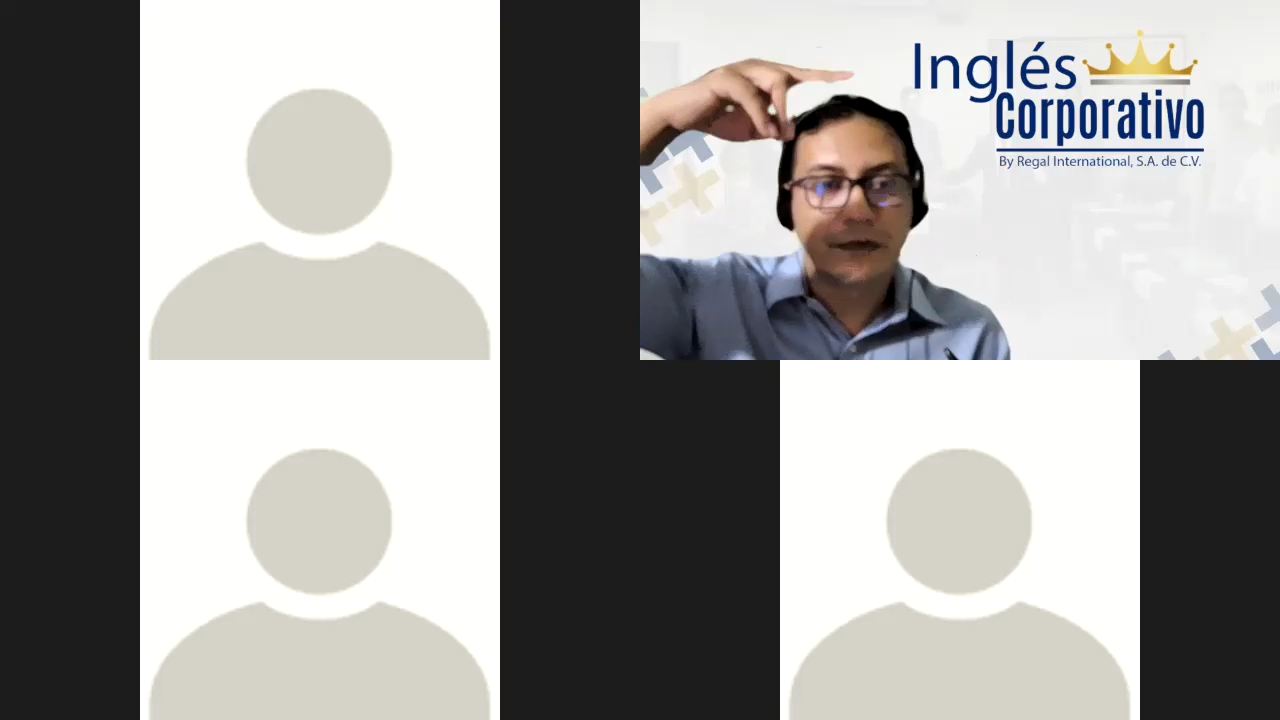 Inglés
Corporativo
By Regal International, S.A. de C.V.